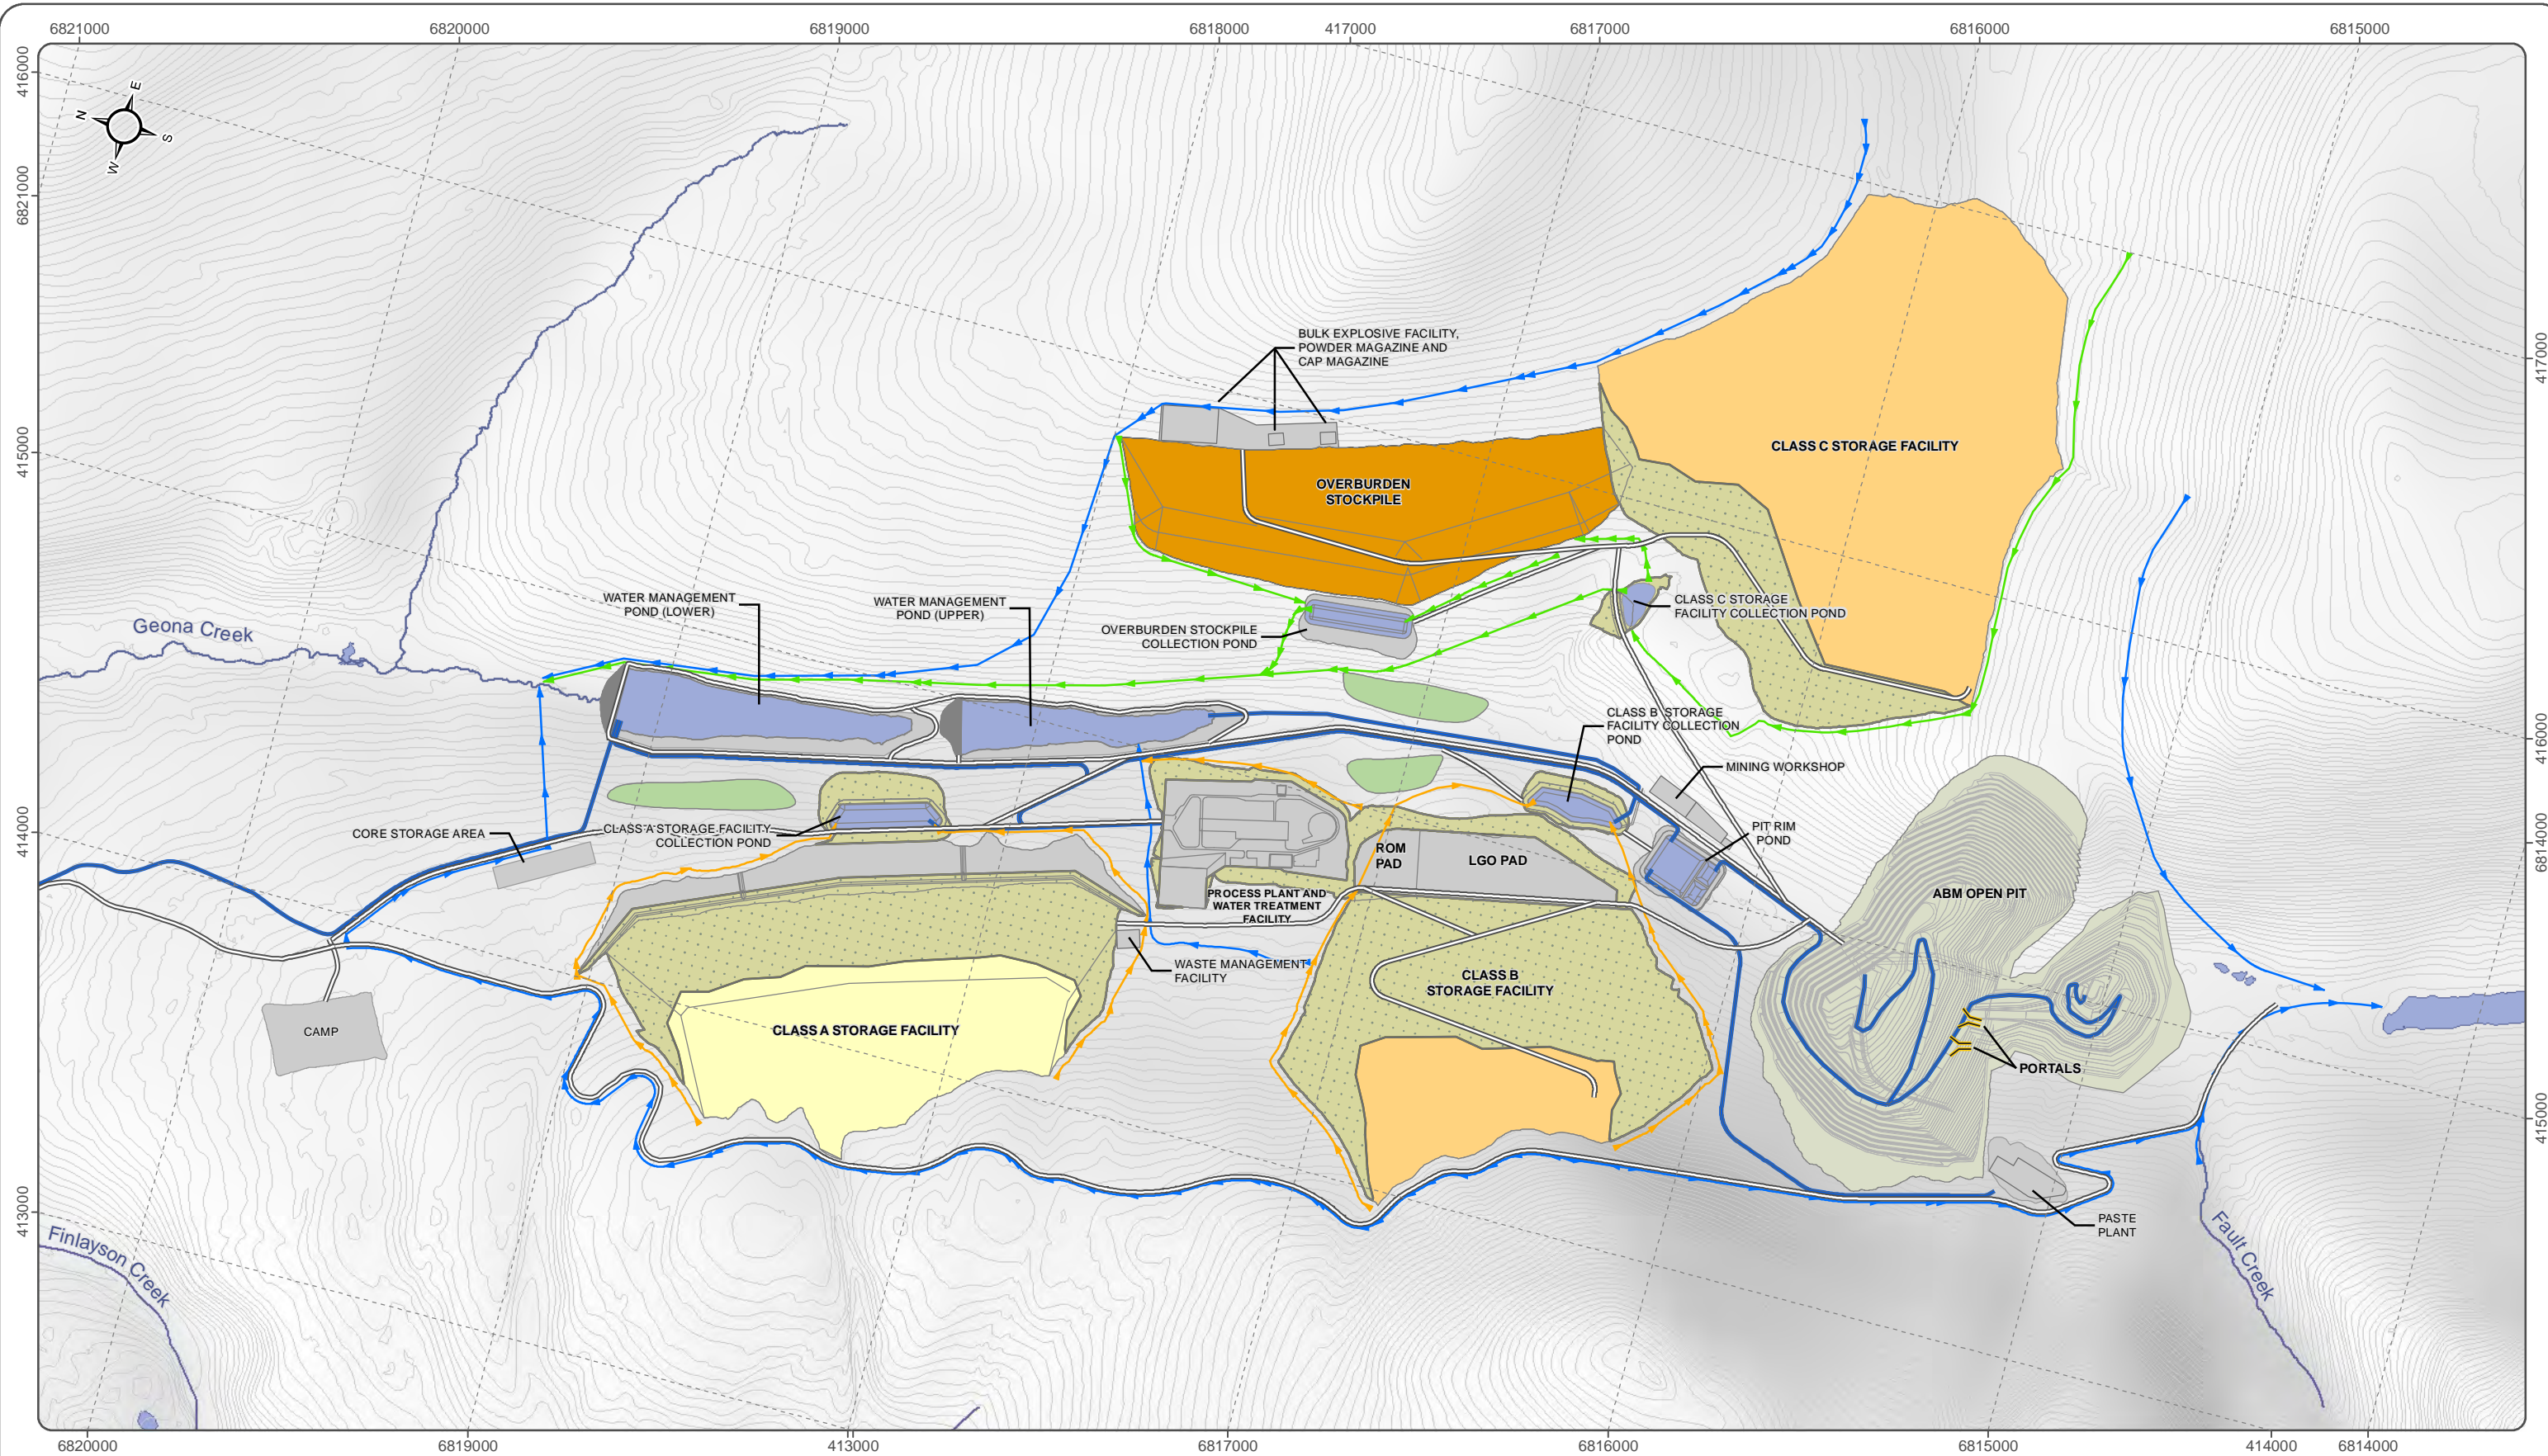 6821000
6820000
6819000
6818000
417000
6817000
6816000
6815000
416000
6821000
415000
414000
413000
E
N
S
W
BULK EXPLOSIVE FACILITY,
POWDER MAGAZINE AND
CAP MAGAZINE
CLASS C STORAGE FACILITY
OVERBURDEN
STOCKPILE
WATER MANAGEMENT
POND (LOWER)
WATER MANAGEMENT
POND (UPPER)
OVERBURDEN STOCKPILE
COLLECTION POND
CLASS C STORAGE
FACILITY COLLECTION POND
Geona Creek
CLASS B STORAGE
FACILITY COLLECTION
POND
MINING WORKSHOP
PIT RIM
POND
CORE STORAGE AREA
CLASS A STORAGE FACILITY
COLLECTION POND
ROM
PAD
LGO PAD
PROCESS PLANT AND
WATER TREATMENT
FACILITY
ABM OPEN PIT
WASTE MANAGEMENT
FACILITY
CLASS B
STORAGE FACILITY
CAMP
CLASS A STORAGE FACILITY
PORTALS
PASTE
PLANT
Finlayson Creek
Fault Creek
417000
416000
6814000
415000
6820000
6819000
413000
6817000
6816000
6815000
414000
6814000